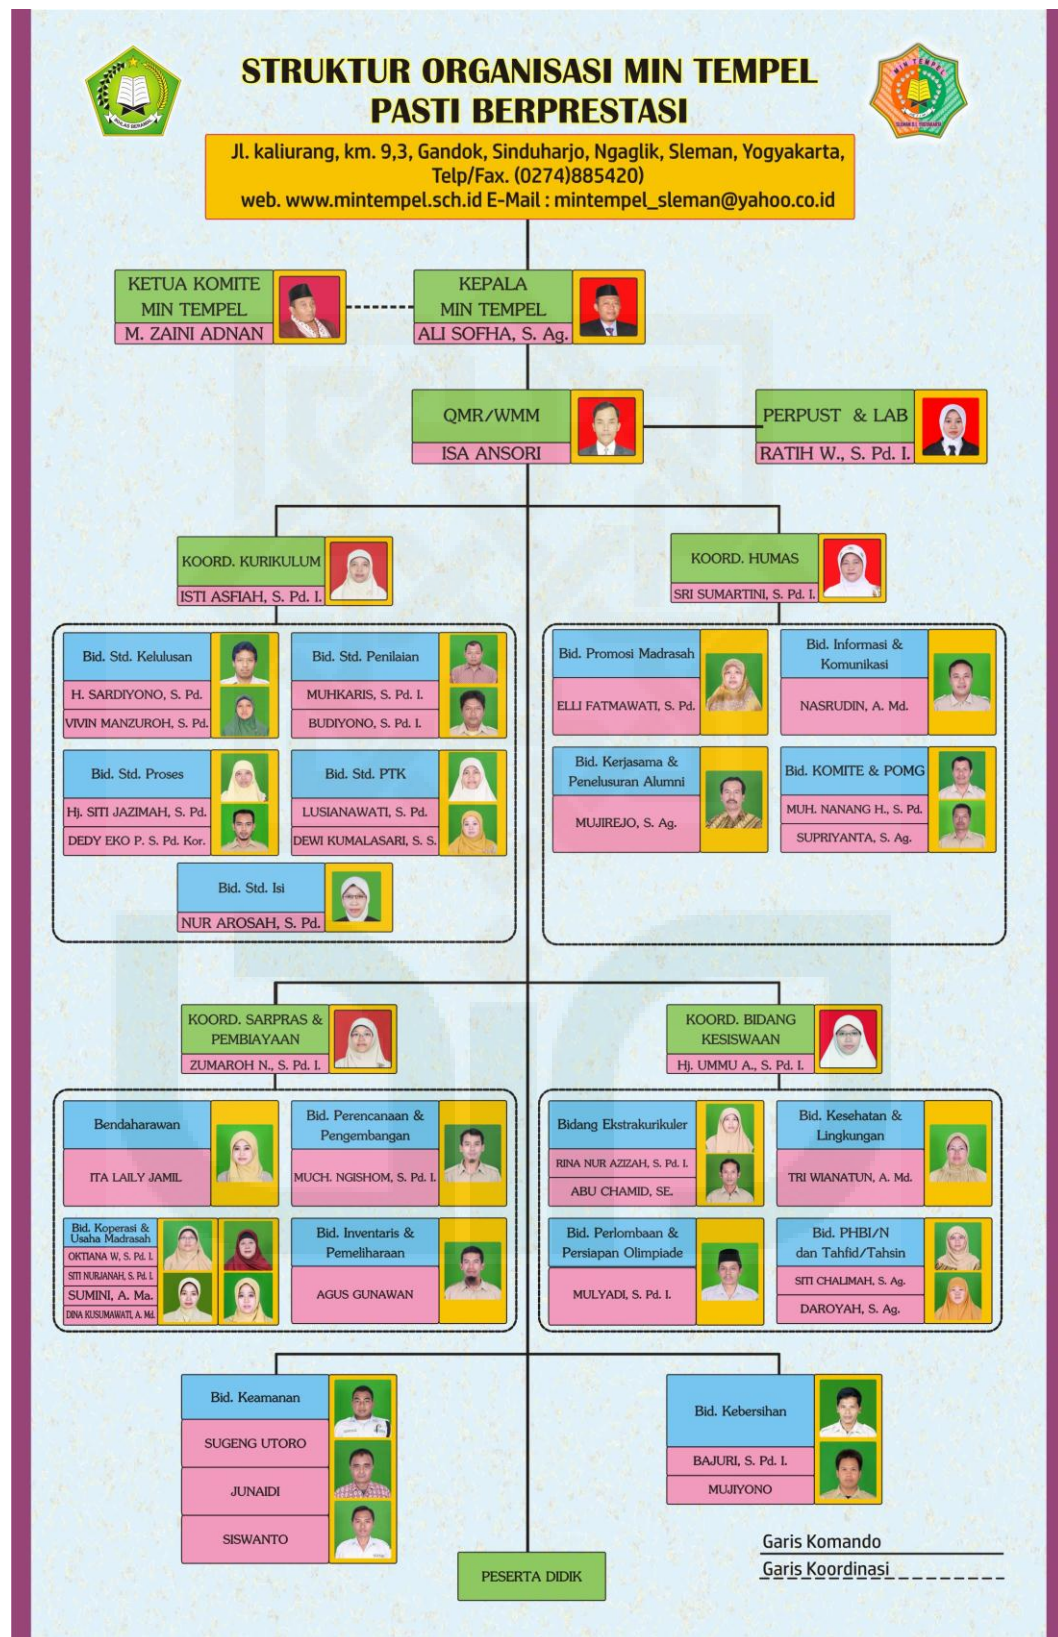 STRUKTUR ORGANISASI MIN TEMPEL
PASTI BERPRESTASI
Jl. kaliurang, km. 9,3, Gandok, Sinduharjo, Ngaglik, Sleman, Yogyakarta,
Telp/Fax. (0274)885420)
web. www.mintempel.sch.id E-Mail : mintempel_sleman@yahoo.co.id
IKHLAS BERAMAL
MIN TEMPEL
KETUA KOMITE
MIN TEMPEL
M. ZAINI ADNAN
KEPALA
MIN TEMPEL
ALI SOFHA, S. Ag.
QMR/WMM
ISA ANSORI
PERPUST & LAB
RATIH W., S. Pd. I.
KOORD. KURIKULUM
ISTI ASFIAH, S. Pd. I.
KOORD. HUMAS
SRI SUMARTINI, S. Pd. I.
Bid. Std. Kelulusan
H. SARDIYONO, S. Pd.
VIVIN MANZUROH, S. Pd.
Bid. Std. Penilaian
MUHKARIS, S. Pd. I.
BUDIYONO, S. Pd. I.
Bid. Std. Proses
Hj. SITI JAZIMAH, S. Pd.
DEDY EKO P. S. Pd. Kor.
Bid. Std. PTK
LUSIANAWATI, S. Pd.
DEWI KUMALASARI, S. S.
Bid. Std. Isi
NUR AROSAH, S. Pd.
Bid. Promosi Madrasah
ELLI FATMAWATI, S. Pd.
Bid. Informasi &
Komunikasi
NASRUDIN, A. Md.
Bid. Kerjasama &
Penelusuran Alumni
MUJIREJO, S. Ag.
Bid. KOMITE & POMG
MUH. NANANG H., S. Pd.
SUPRIYANTA, S. Ag.
KOORD. SARPRAS &
PEMBIAYAAN
ZUMAROH N., S. Pd. I.
KOORD. BIDANG
KESISWAAN
Hj. UMMU A., S. Pd. I.
Bendaharawan
ITA LAILY JAMIL
Bid. Perencanaan &
Pengembangan
MUCH. NGISHOM, S. Pd. I.
Bid. Koperasi &
Usaha Madrasah
OKTIANA W, S. Pd. I.
SITI NURJANAH, S. Pd. I.
SUMINI, A. Ma.
DINA KUSUMAWATI, A. Md.
Bid. Inventaris &
Pemeliharaan
AGUS GUNAWAN
Bidang Ekstrakurikuler
RINA NUR AZIZAH, S. Pd. I.
ABU CHAMID, SE.
Bid. Kesehatan &
Lingkungan
TRI WIANATUN, A. Md.
Bid. Perlombaan &
Persiapan Olimpiade
MULYADI, S. Pd. I.
Bid. PHBI/N
dan Tahfid/Tahsin
SITI CHALIMAH, S. Ag.
DAROYAH, S. Ag.
Bid. Keamanan
SUGENG UTORO
JUNAIDI
SISWANTO
Bid. Kebersihan
BAJURI, S. Pd. I.
MUJIYONO
PESERTA DIDIK
Garis Komando
Garis Koordinasi